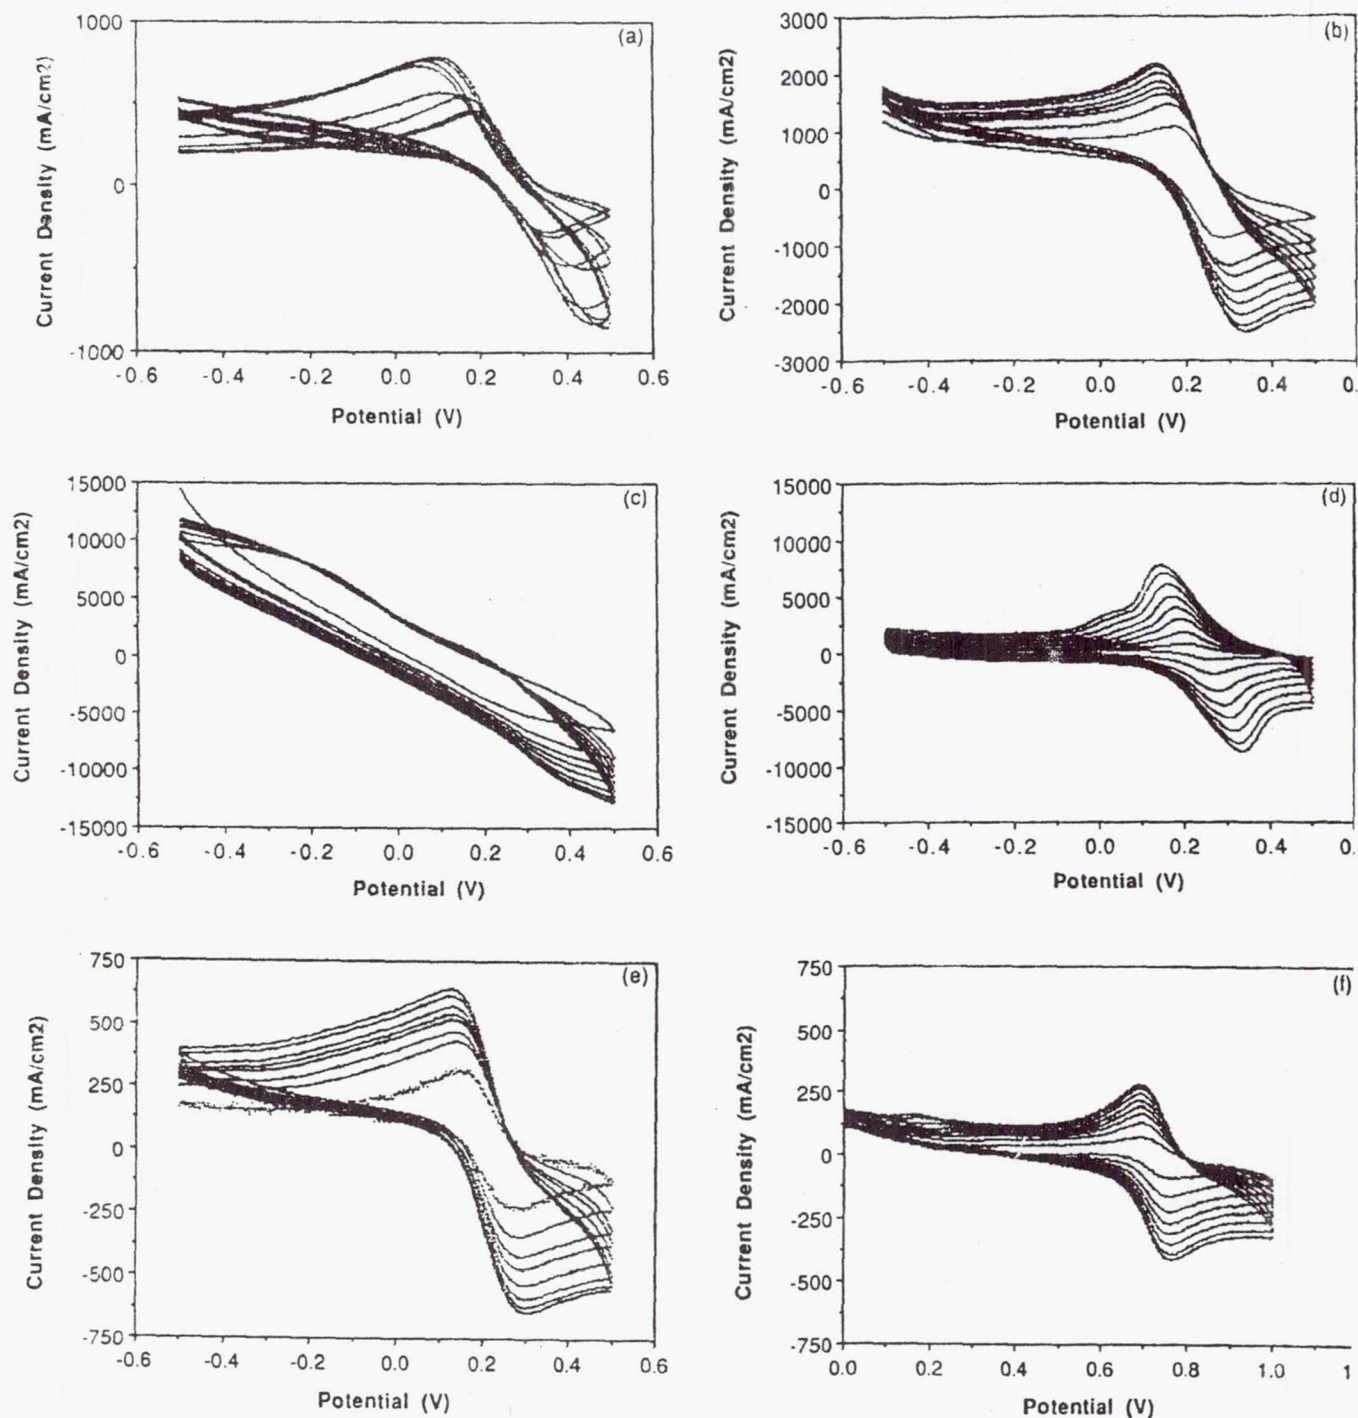 1000
(a)
Current Density (mA/cm2)
0
-1000
-0.6 -0.4 -0.2 0.0 0.2 0.4 0.6
Potential (V)
3000
(b)
2000
1000
Current Density (mA/cm2)
0
-1000
-2000
-3000
-0.6 -0.4 -0.2 0.0 0.2 0.4 0.
Potential (V)
15000
(c)
10000
5000
Current Density (mA/cm2)
0
-5000
-10000
-15000
-0.6 -0.4 -0.2 0.0 0.2 0.4 0.6
Potential (V)
15000
(d)
10000
5000
Current Density (mA/cm2)
0
-5000
-10000
-15000
-0.6 -0.4 -0.2 0.0 0.2 0.4 0.
Potential (V)
750
(e)
500
250
Current Density (mA/cm2)
0
-250
-500
-750
-0.6 -0.4 -0.2 0.0 0.2 0.4 0.6
Potential (V)
750
(f)
500
250
Current Density (mA/cm2)
0
-250
-500
-750
0.0 0.2 0.4 0.6 0.8 1.0 1
Potential (V)